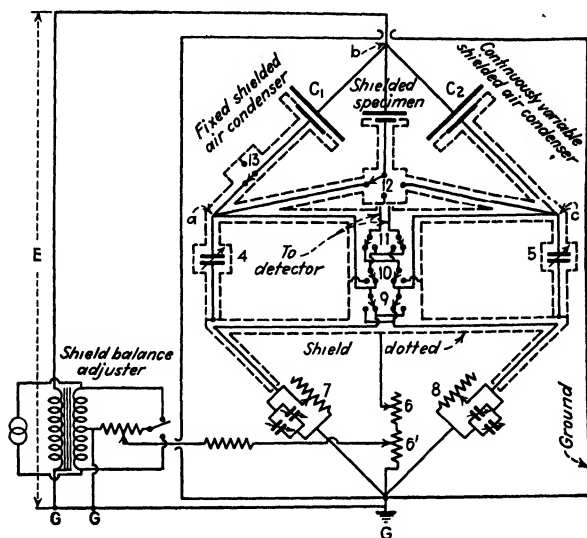 b
C1
C2
Shielded
specimen
Fixed shielded
air condenser
Continuously variable
shielded air condenser
13
12
a
c
E
To
detector
11
10
9
4
5
Shield dotted
Shield balance
adjuster
7
8
6
6'
Ground
G
G
G